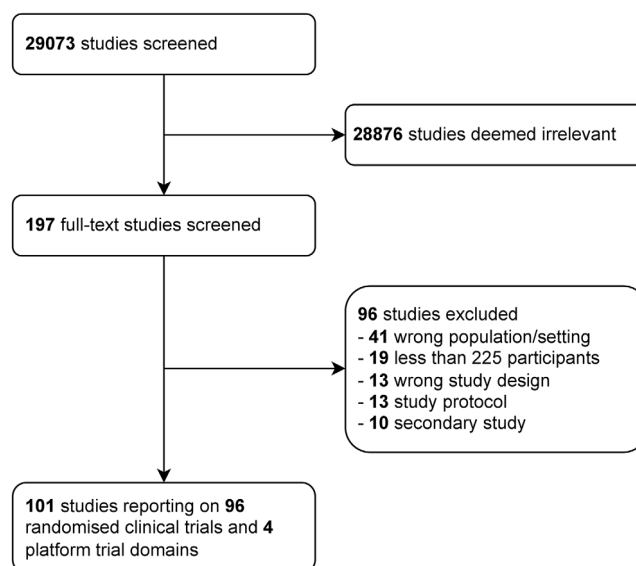 29073 studies screened
28876 studies deemed irrelevant
197 full-text studies screened
96 studies excluded
- 41 wrong population/setting
- 19 less than 225 participants
- 13 wrong study design
- 13 study protocol
- 10 secondary study
101 studies reporting on 96
randomised clinical trials and 4
platform trial domains